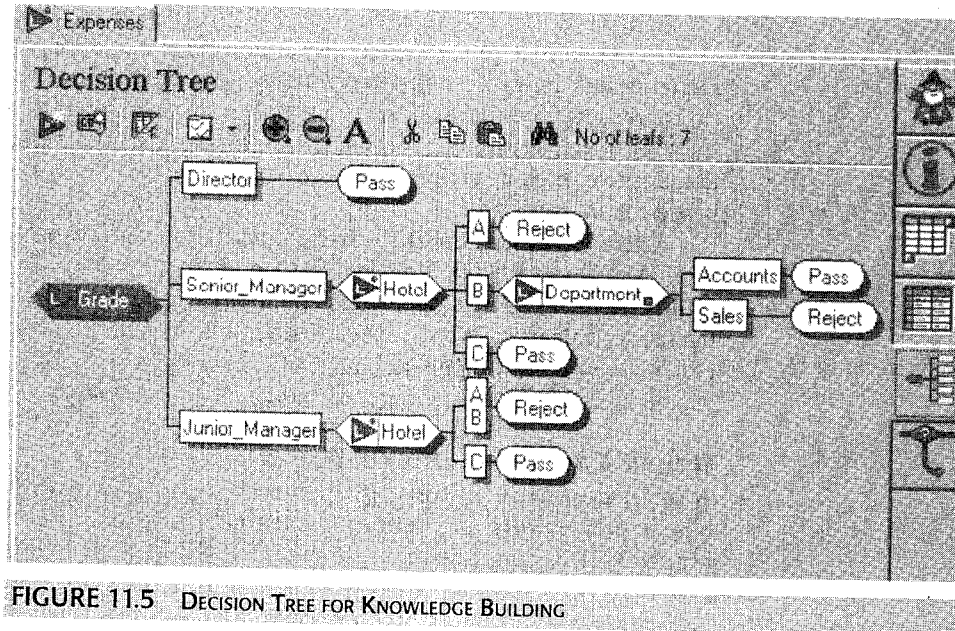 Expenses
Decision Tree
A No of leafs : 7
Director Pass
A Reject
Senior_Manager Hotel B Department Accounts Pass
L Grade Sales Reject
C Pass
A
B Reject
Junior_Manager Hotel
C Pass
FIGURE 11.5 DECISION TREE FOR KNOWLEDGE BUILDING